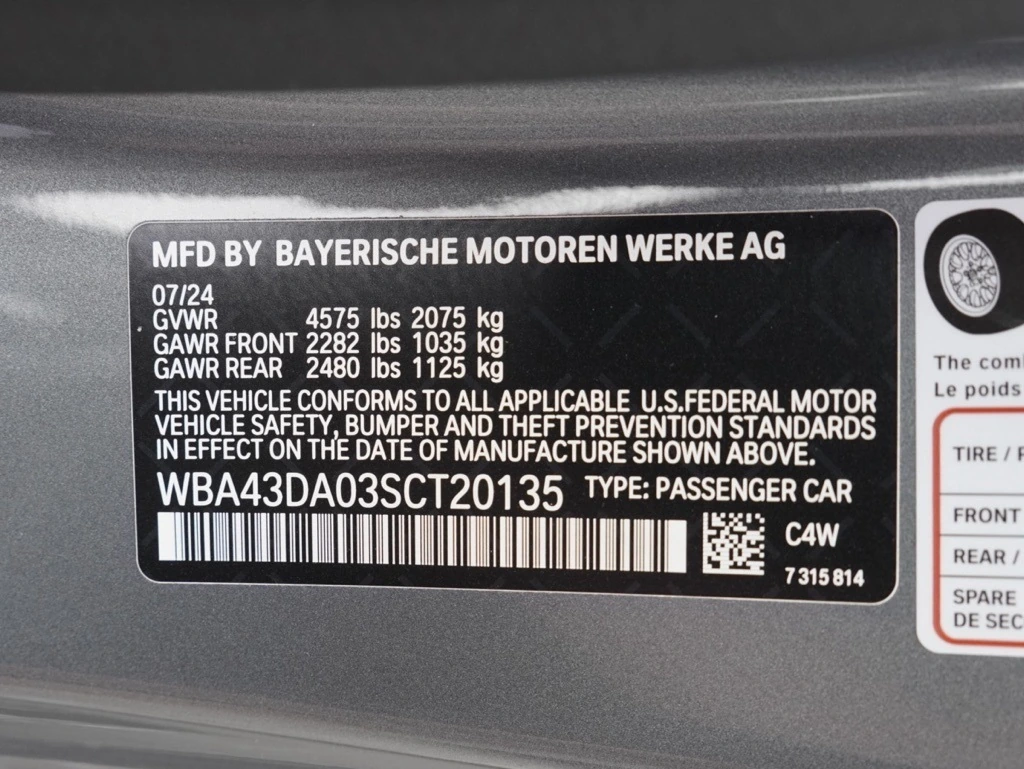 MFD BY BAYERISCHE MOTOREN WERKE AG
07/24
GVWR 4575 lbs 2075 kg
GAWR FRONT 2282 lbs 1035 kg
GAWR REAR 2480 lbs 1125 kg
THIS VEHICLE CONFORMS TO ALL APPLICABLE U.S.FEDERAL MOTOR
VEHICLE SAFETY, BUMPER AND THEFT PREVENTION STANDARDS
IN EFFECT ON THE DATE OF MANUFACTURE SHOWN ABOVE.
WBA43DA03SCT20135 TYPE: PASSENGER CAR
C4W
7 315 814
The
Le poids
TIRE /
FRONT
REAR /
SPARE
DE